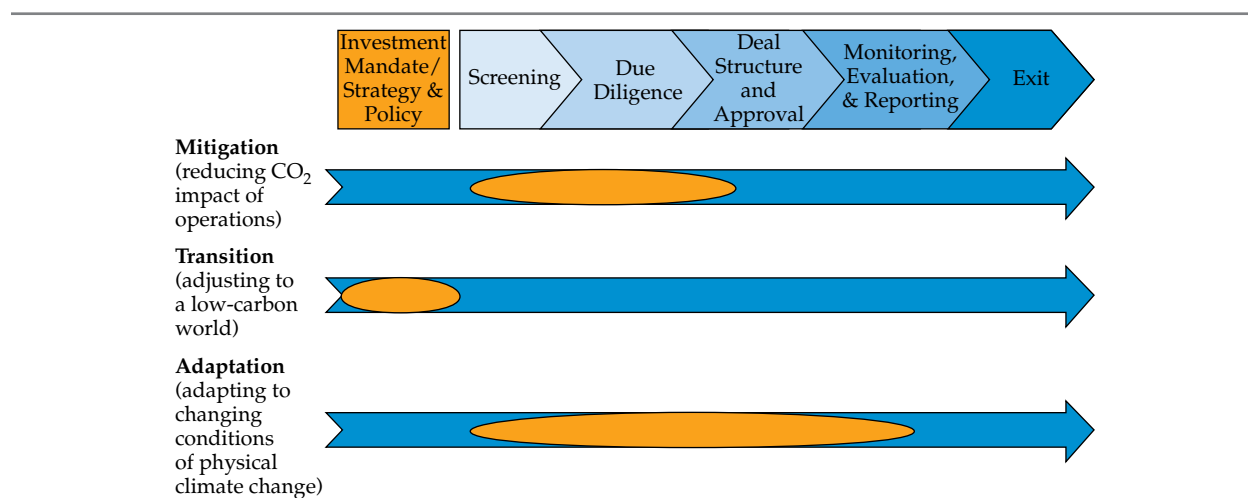 Investment
Mandate/
Strategy &
Policy
Screening
Due
Diligence
Deal
Structure
and
Approval
Monitoring,
Evaluation,
& Reporting
Exit
Mitigation
(reducing CO₂
impact of
operations)
Transition
(adjusting to
a low-carbon
world)
Adaptation
(adapting to
changing
conditions
of physical
climate change)